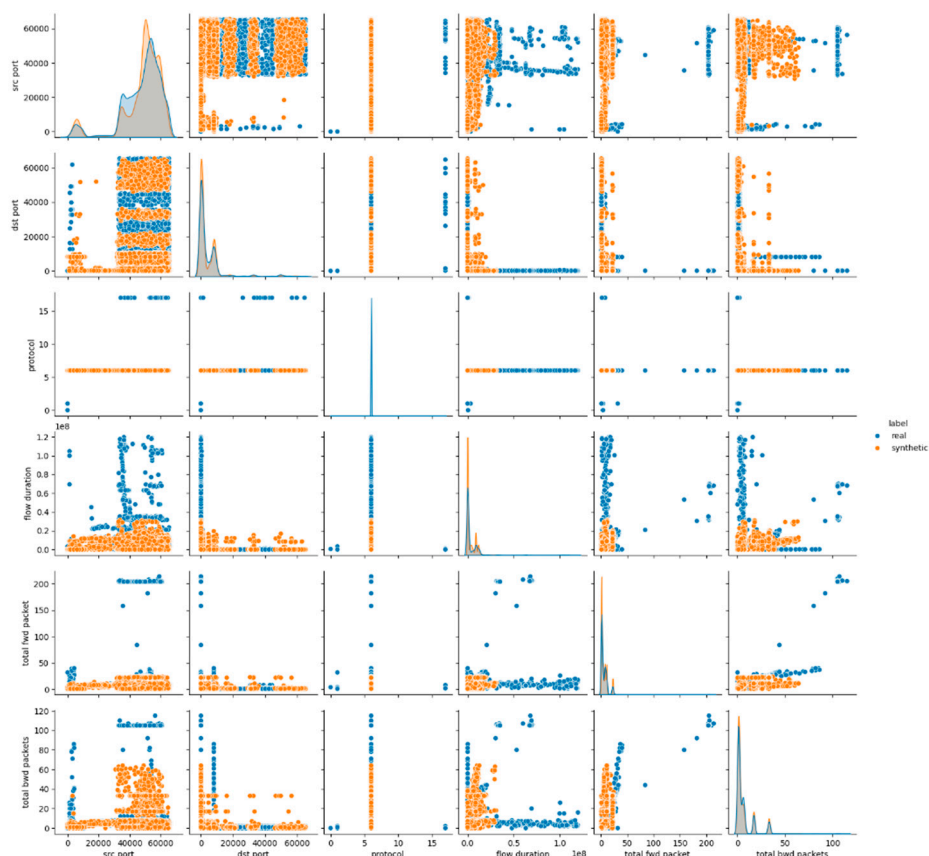 60000
40000
20000
0
src port
60000
40000
20000
0
dst port
15
10
5
0
protocol
1e8
1.2
1.0
0.8
0.6
0.4
0.2
0.0
flow duration
label
real
synthetic
200
150
100
50
0
total fwd packet
120
100
80
60
40
20
0
total bwd packets
0 20000 40000 60000
src port
0 20000 40000 60000
dst port
0 5 10 15
protocol
0.0 0.5 1.0
1e8
flow duration
0 50 100 150 200
total fwd packet
0 50 100
total bwd packets